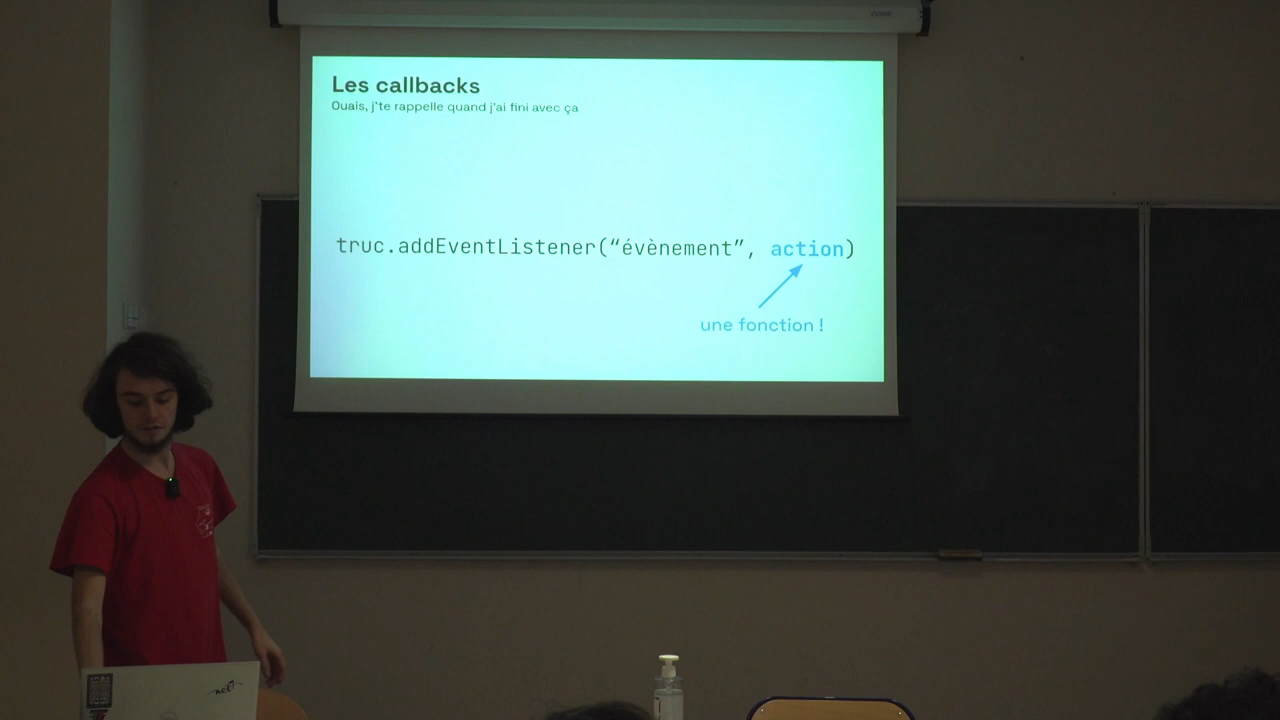 Les callbacks
Ouais, j'te rappelle quand j'ai fini avec ça
truc.addEventListener(“évènement”, action)
une fonction !